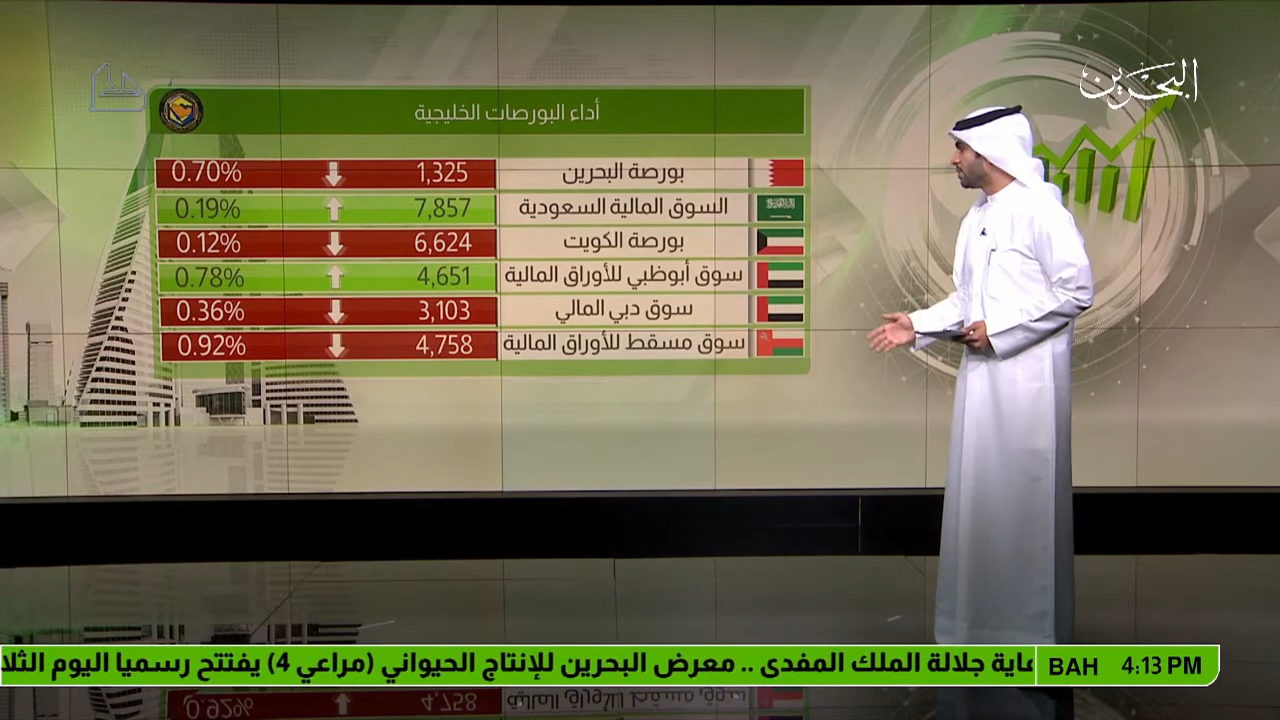 البحرين
أداء البورصات الخليجية
بورصة البحرين 1,325 0.70%
السوق المالية السعودية 7,857 0.19%
بورصة الكويت 6,624 0.12%
سوق أبوظبي للأوراق المالية 4,651 0.78%
سوق دبي المالي 3,103 0.36%
سوق مسقط للأوراق المالية 4,758 0.92%
عاية جلالة الملك المفدى .. معرض البحرين للإنتاج الحيواني (مراعي 4) يفتتح رسميا اليوم الثلا
BAH 4:13 PM